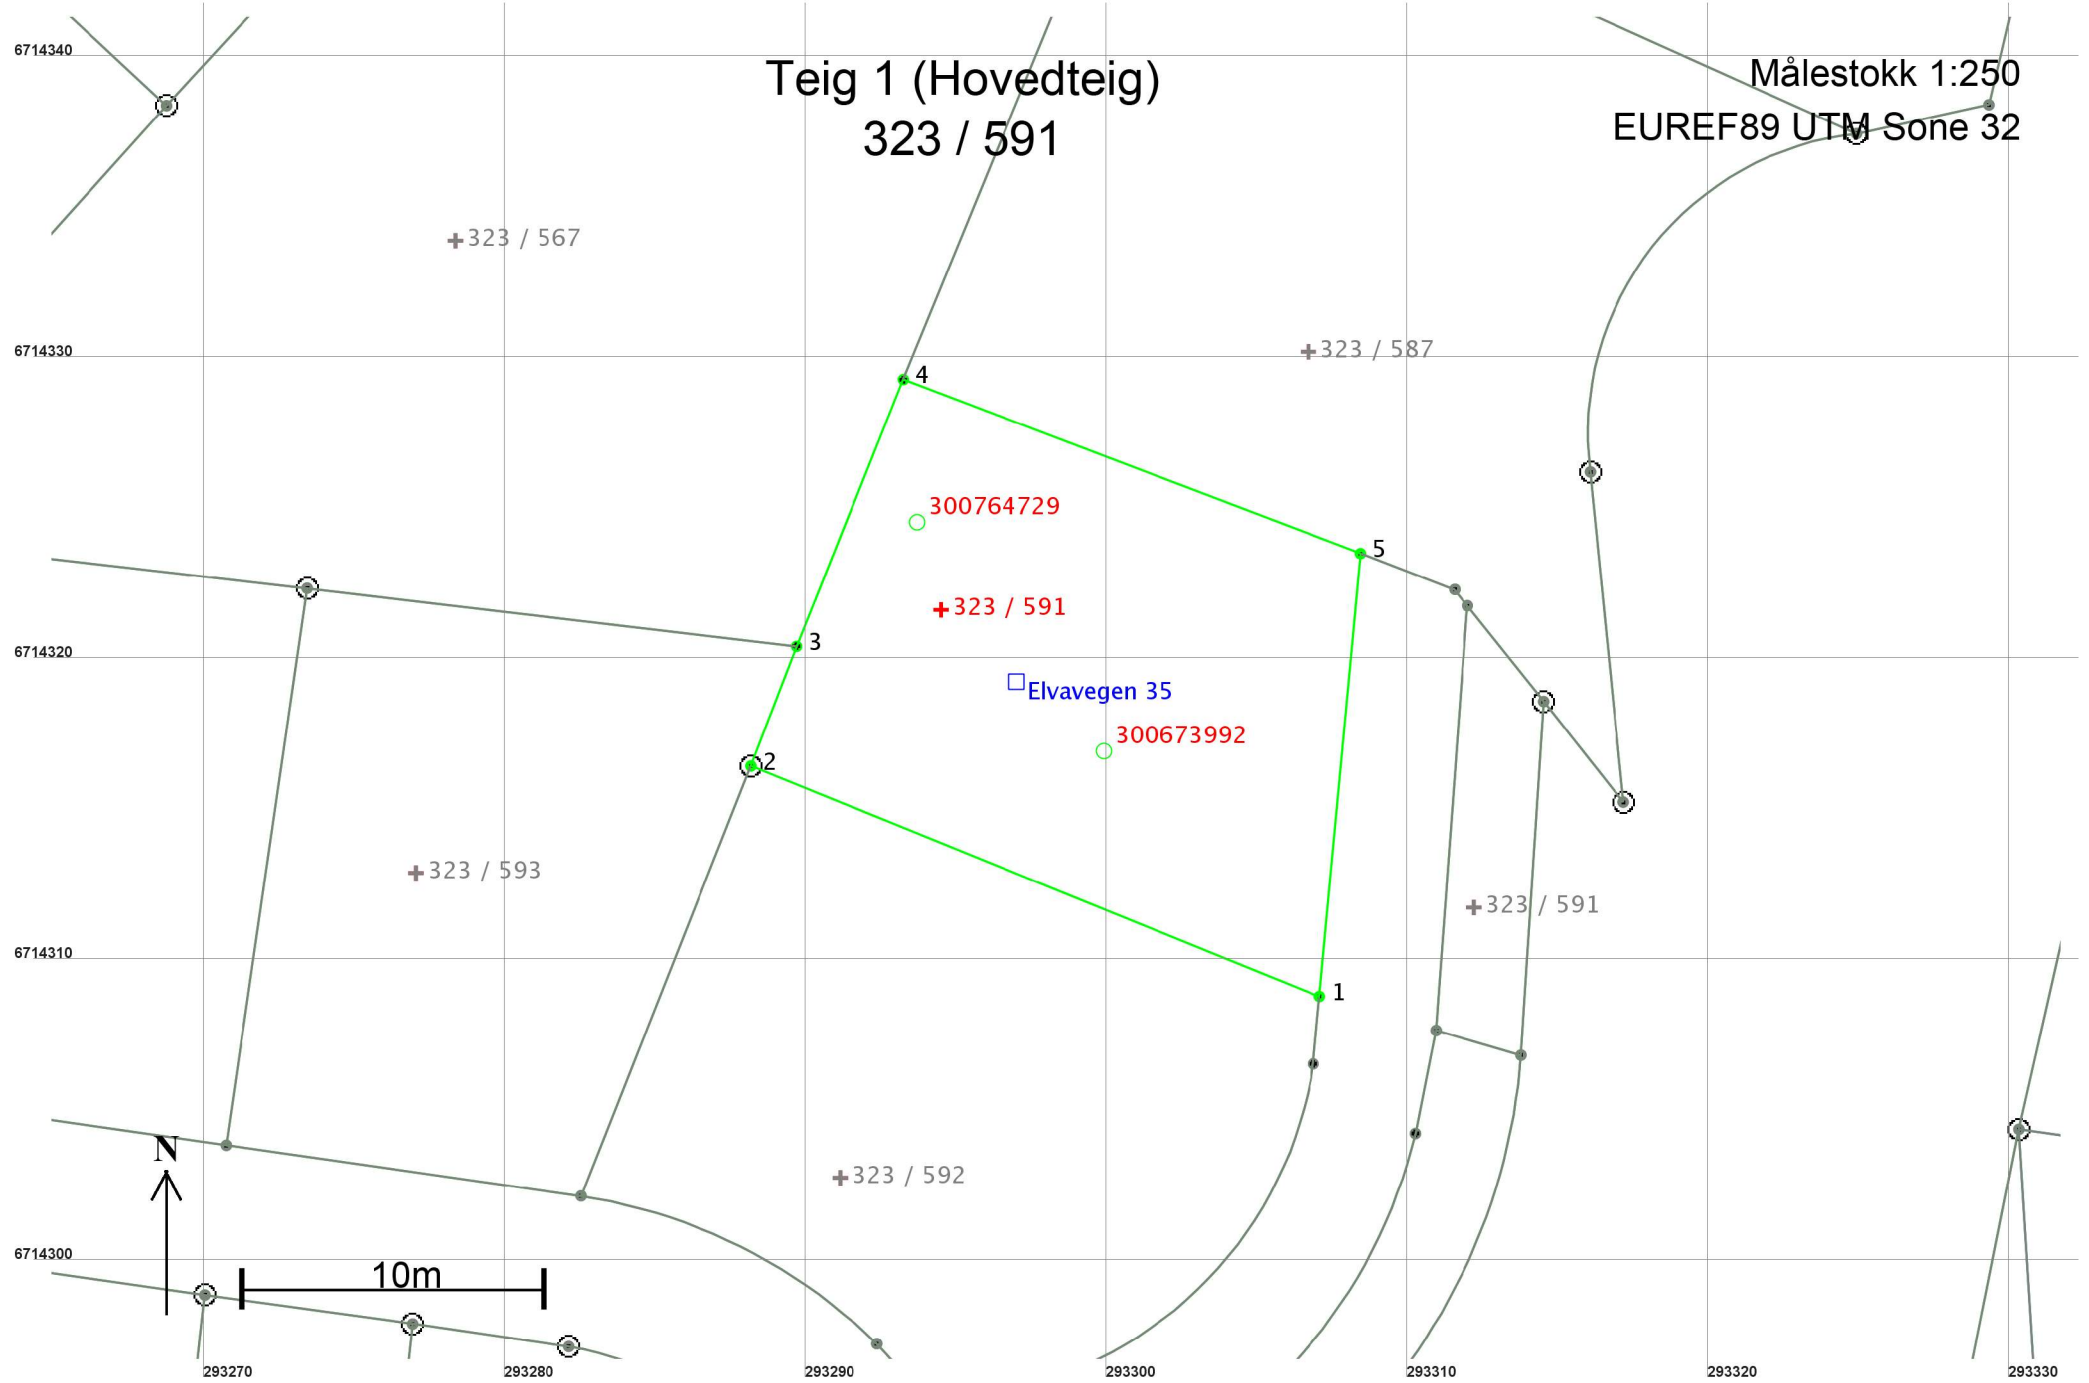 6714340
Teig 1 (Hovedteig)
323 / 591
Målestokk 1:250
EUREF89 UTM Sone 32
323 / 567
6714330
323 / 587
4
300764729
5
323 / 591
3
6714320
Elvavegen 35
300673992
2
323 / 593
323 / 591
6714310
1
N
323 / 592
6714300
10m
293270
293280
293290
293300
293310
293320
293330